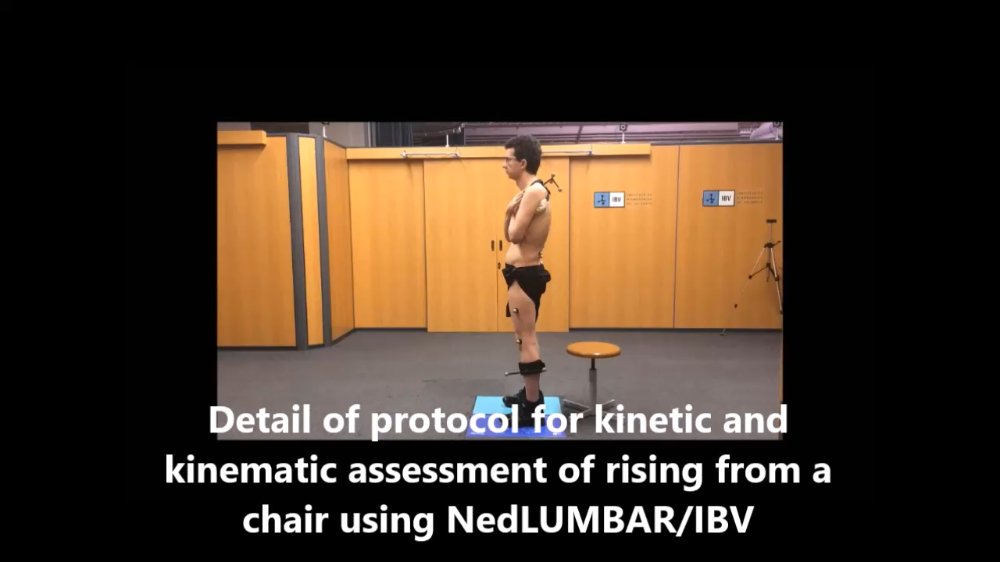 IBV
IBV
Detail of protocol for kinetic and
kinematic assessment of rising from a
chair using NedLUMBAR/IBV